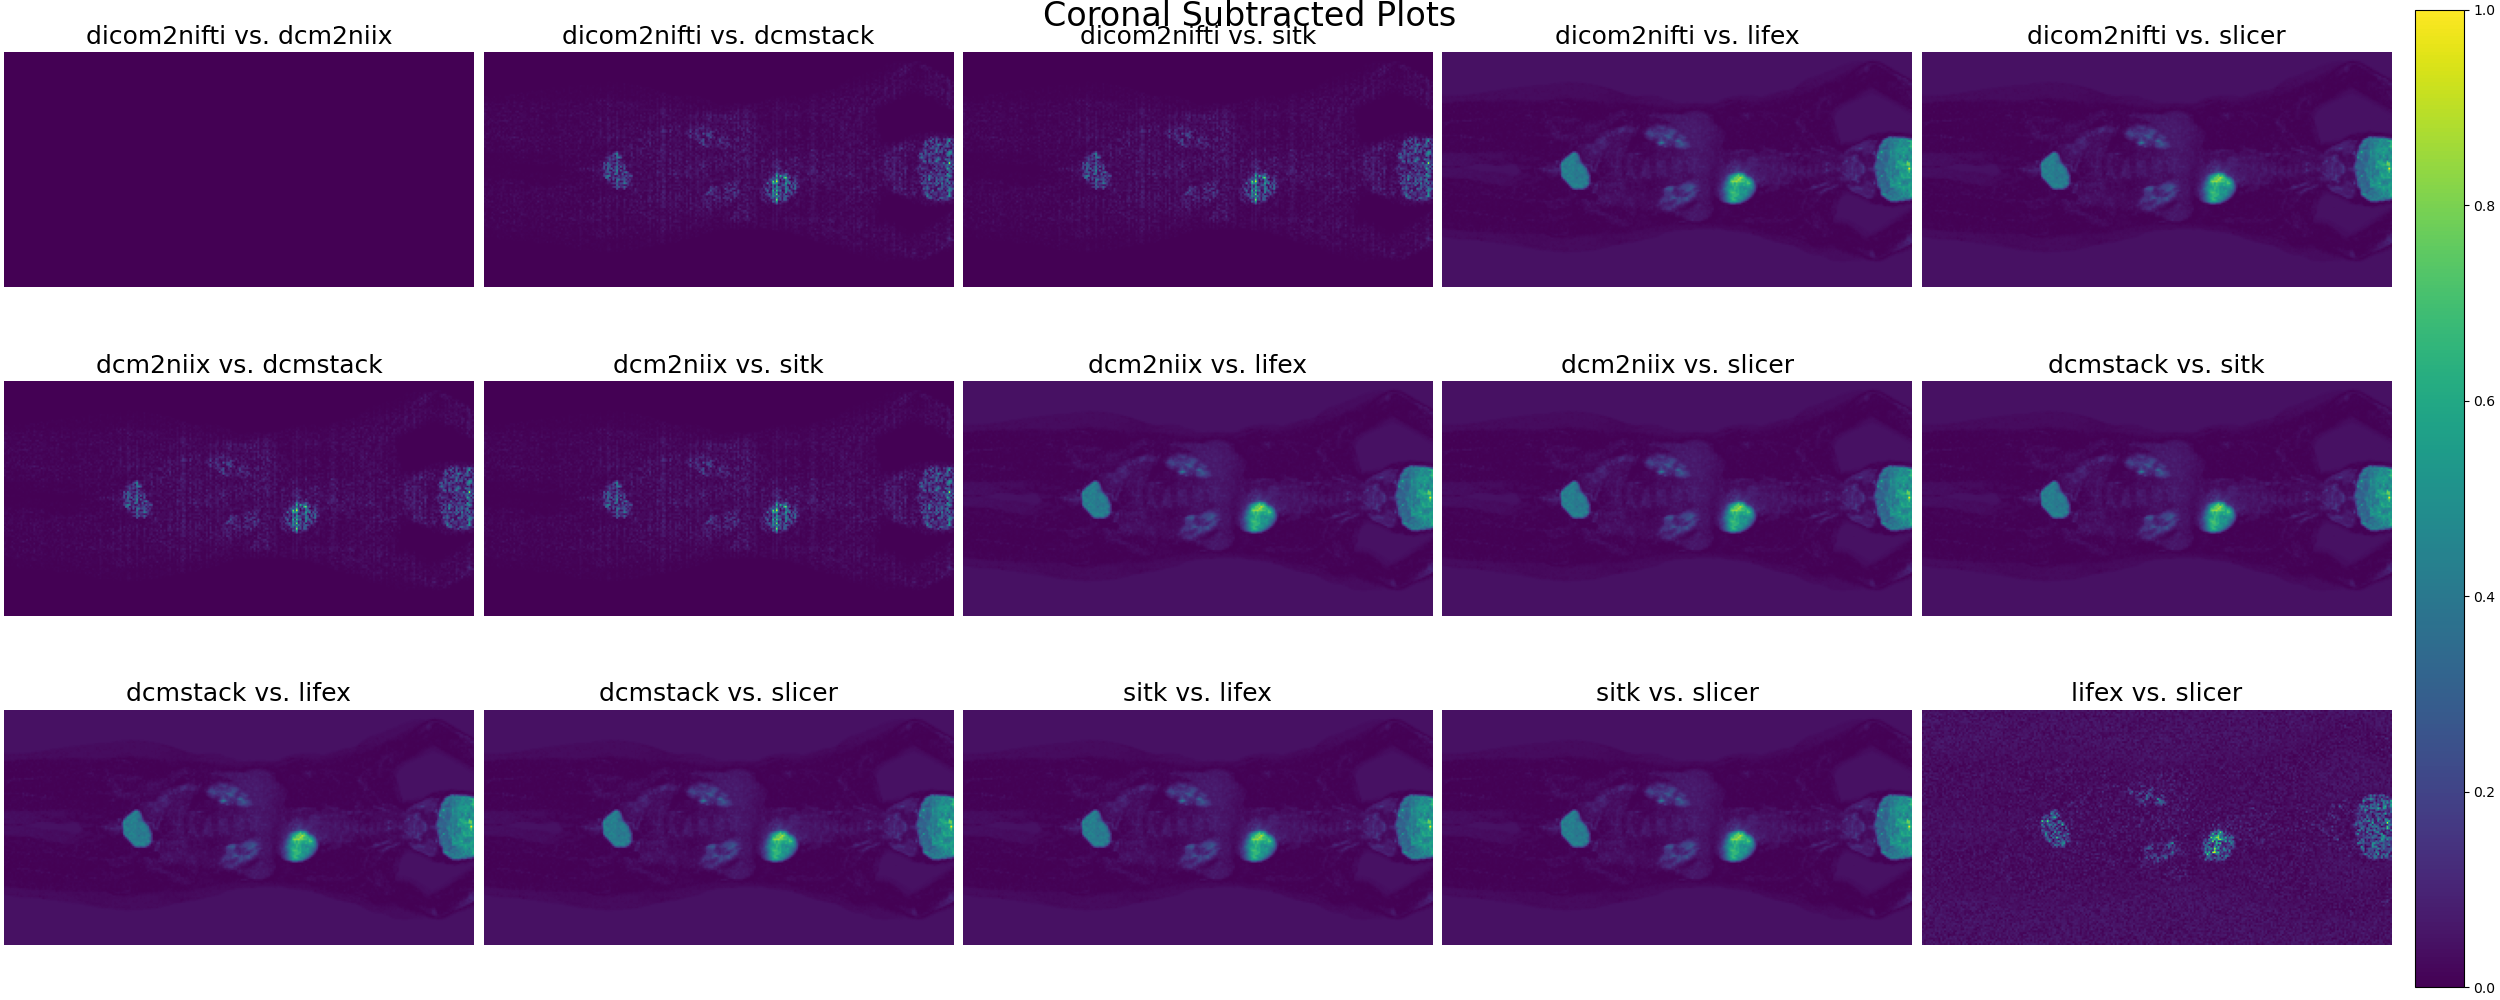 Coronal Subtracted Plots
dicom2nifti vs. dcm2niix
dicom2nifti vs. dcmstack
dicom2nifti vs. sitk
dicom2nifti vs. lifex
dicom2nifti vs. slicer
dcm2niix vs. dcmstack
dcm2niix vs. sitk
dcm2niix vs. lifex
dcm2niix vs. slicer
dcmstack vs. sitk
dcmstack vs. lifex
dcmstack vs. slicer
sitk vs. lifex
sitk vs. slicer
lifex vs. slicer
1.0
0.8
0.6
0.4
0.2
0.0